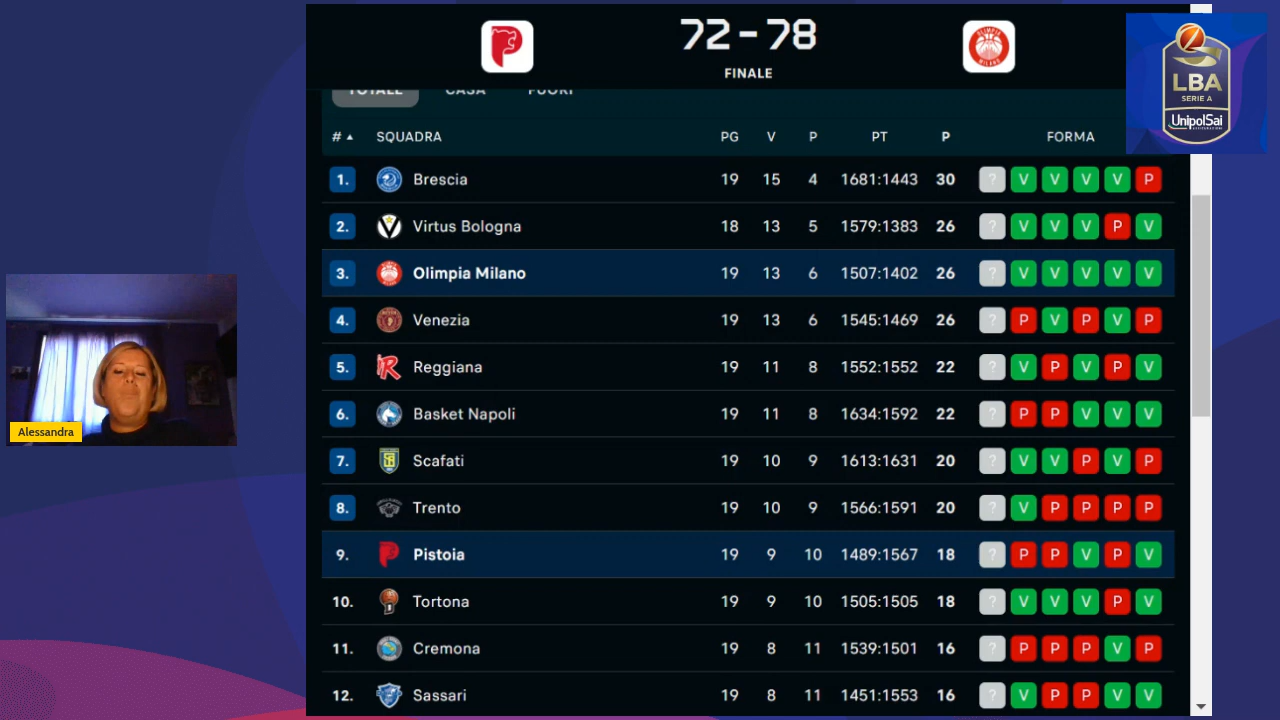 72 - 78
FINALE
TOTALE CASA FUORI
# SQUADRA PG V P PT P FORMA
1. Brescia 19 15 4 1681:1443 30 ? V V V V P
2. Virtus Bologna 18 13 5 1579:1383 26 ? V V V P V
3. Olimpia Milano 19 13 6 1507:1402 26 ? V V V V V
4. Venezia 19 13 6 1545:1469 26 ? P V P V P
5. Reggiana 19 11 8 1552:1552 22 ? V P V P V
6. Basket Napoli 19 11 8 1634:1592 22 ? P P V V V
7. Scafati 19 10 9 1613:1631 20 ? V V P V P
8. Trento 19 10 9 1566:1591 20 ? V P P P P
9. Pistoia 19 9 10 1489:1567 18 ? P P V P V
10. Tortona 19 9 10 1505:1505 18 ? V V V P V
11. Cremona 19 8 11 1539:1501 16 ? P P P V P
12. Sassari 19 8 11 1451:1553 16 ? V P P V V
LBA
SERIE A
UnipolSai
Alessandra
OLIMPIA
MILANO